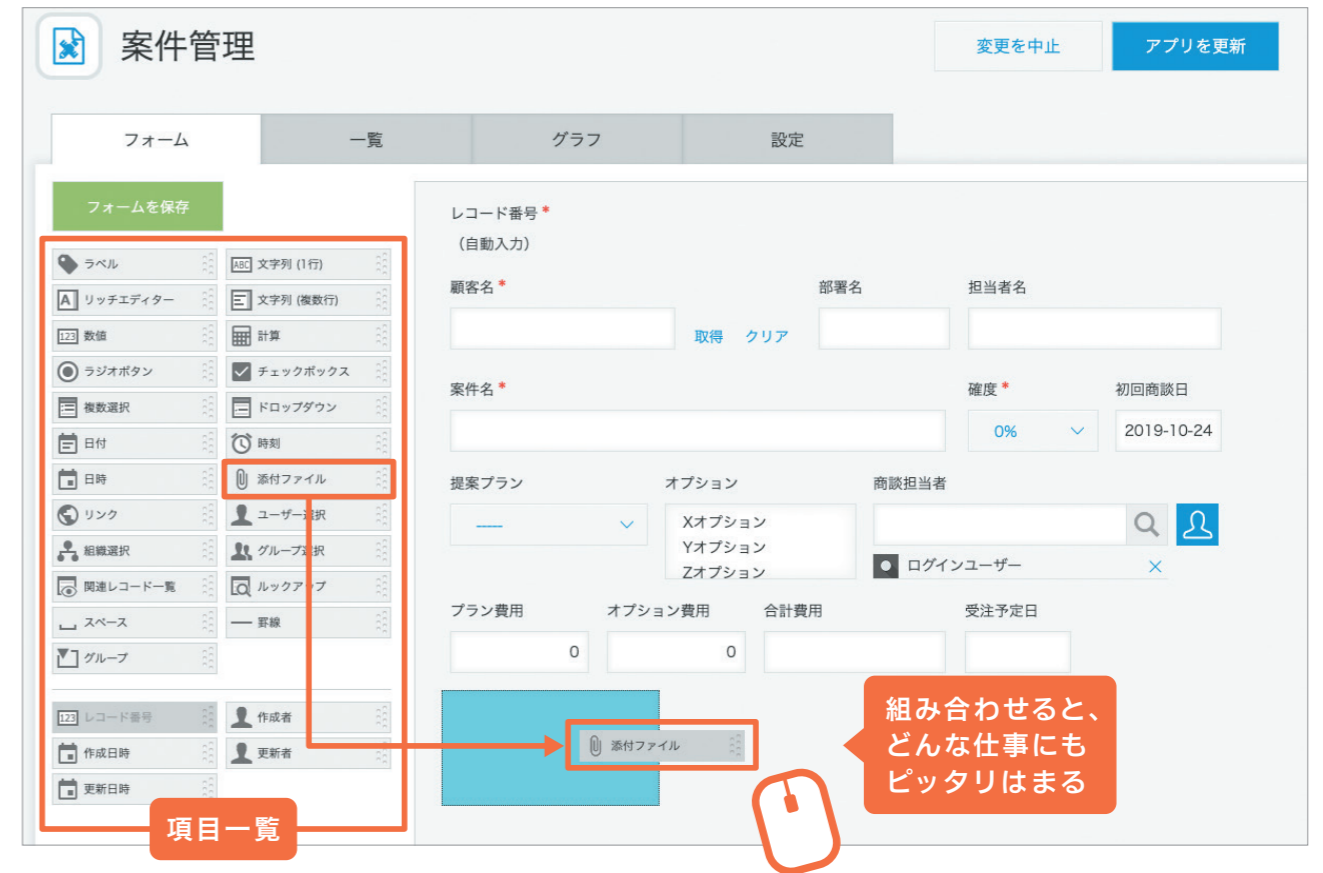 案件管理
変更を中止
アプリを更新
フォーム
一覧
グラフ
設定
フォームを保存
ラベル
ABC 文字列 (1行)
A リッチエディター
文字列 (複数行)
123 数値
計算
ラジオボタン
チェックボックス
複数選択
ドロップダウン
日付
時刻
日時
添付ファイル
リンク
ユーザー選択
組織選択
グループ選択
関連レコード一覧
ルックアップ
スペース
罫線
グループ
123 レコード番号
作成者
作成日時
更新者
更新日時
項目一覧
レコード番号 *
（自動入力）
顧客名 *
部署名
担当者名
取得 クリア
案件名 *
確度 *
初回商談日
0%
2019-10-24
提案プラン
オプション
商談担当者
-----
Xオプション
Yオプション
Zオプション
ログインユーザー
プラン費用
オプション費用
合計費用
受注予定日
0
0
添付ファイル
組み合わせると、
どんな仕事にも
ピッタリはまる